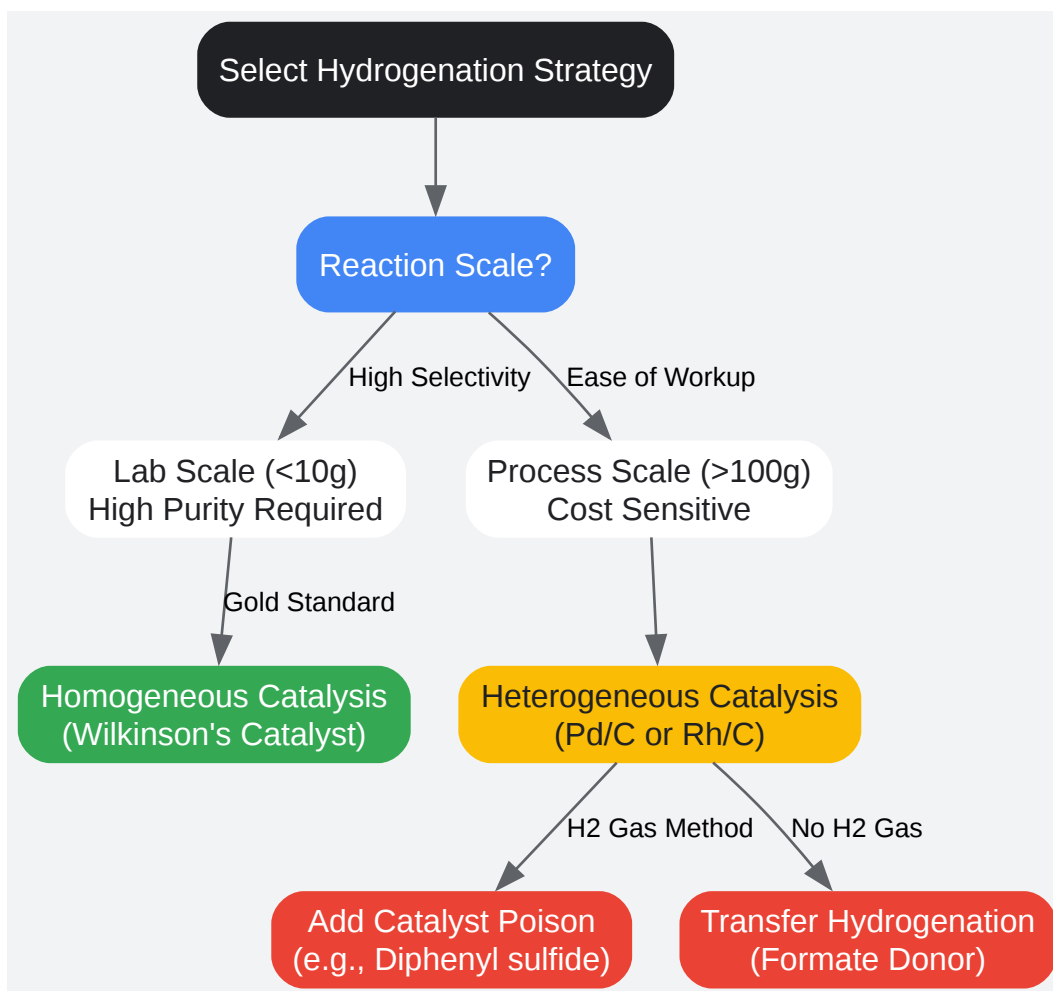 Select Hydrogenation Strategy
Reaction Scale?
High Selectivity
Ease of Workup
Lab Scale (<10g)
High Purity Required
Process Scale (>100g)
Cost Sensitive
Gold Standard
Homogeneous Catalysis
(Wilkinson's Catalyst)
Heterogeneous Catalysis
(Pd/C or Rh/C)
H2 Gas Method
No H2 Gas
Add Catalyst Poison
(e.g., Diphenyl sulfide)
Transfer Hydrogenation
(Formate Donor)